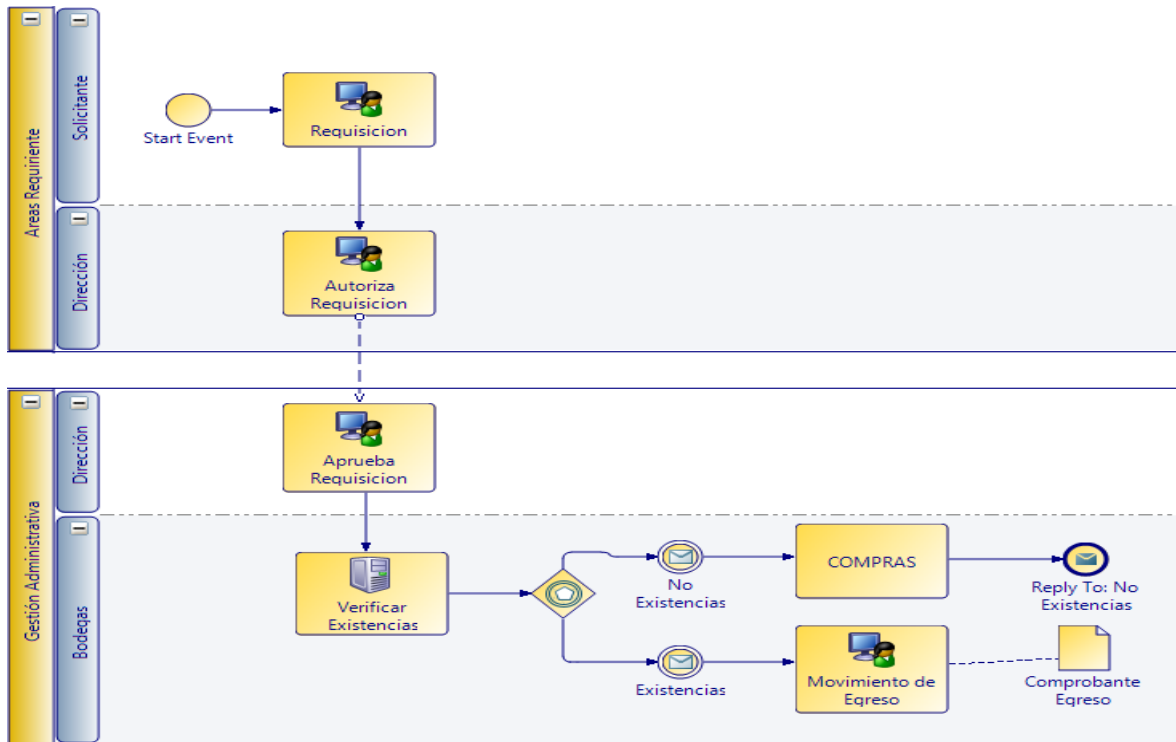 Areas Requiriente
Solicitante
Start Event
Requisicion
Dirección
Autoriza
Requisicion
Gestión Administrativa
Dirección
Aprueba
Requisicion
Bodegas
Verificar
Existencias
No
Existencias
COMPRAS
Reply To: No
Existencias
Existencias
Movimiento de
Egreso
Comprobante
Egreso